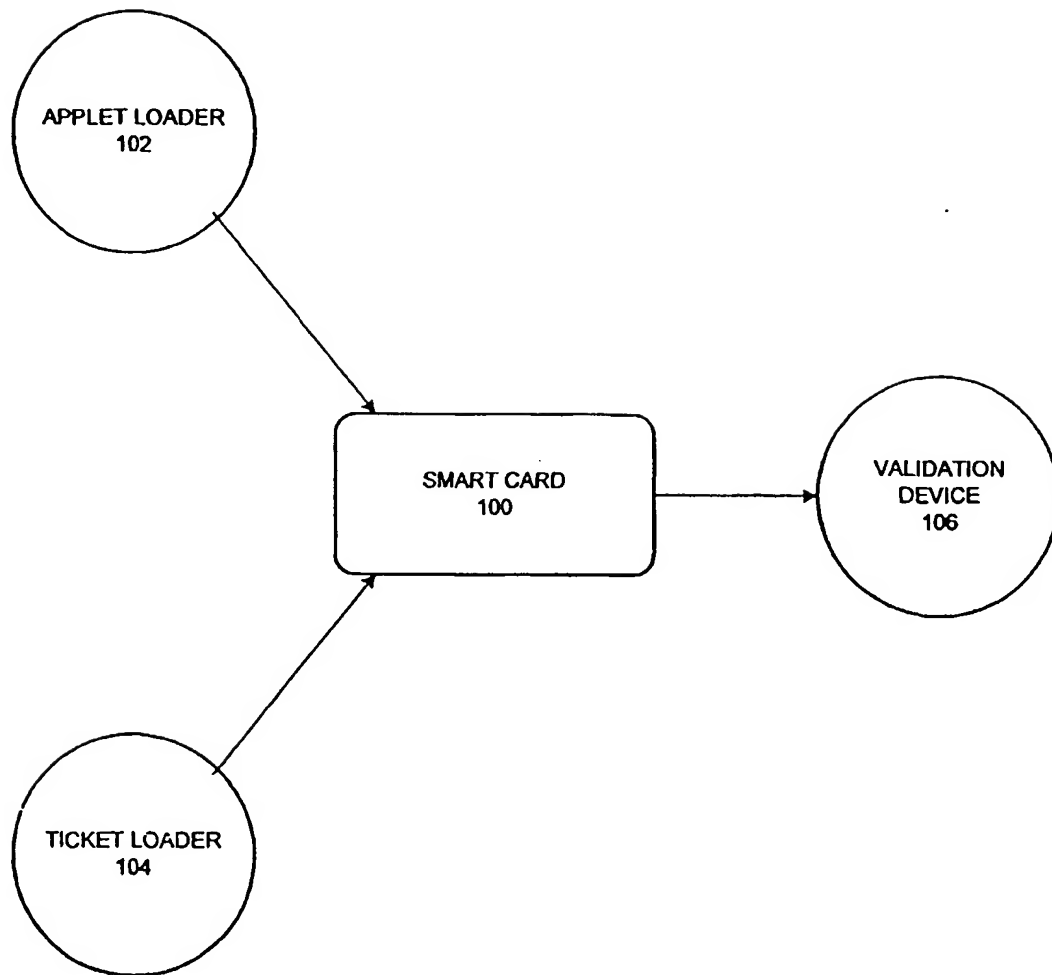 APPLET LOADER
102
SMART CARD
100
VALIDATION
DEVICE
106
TICKET LOADER
104